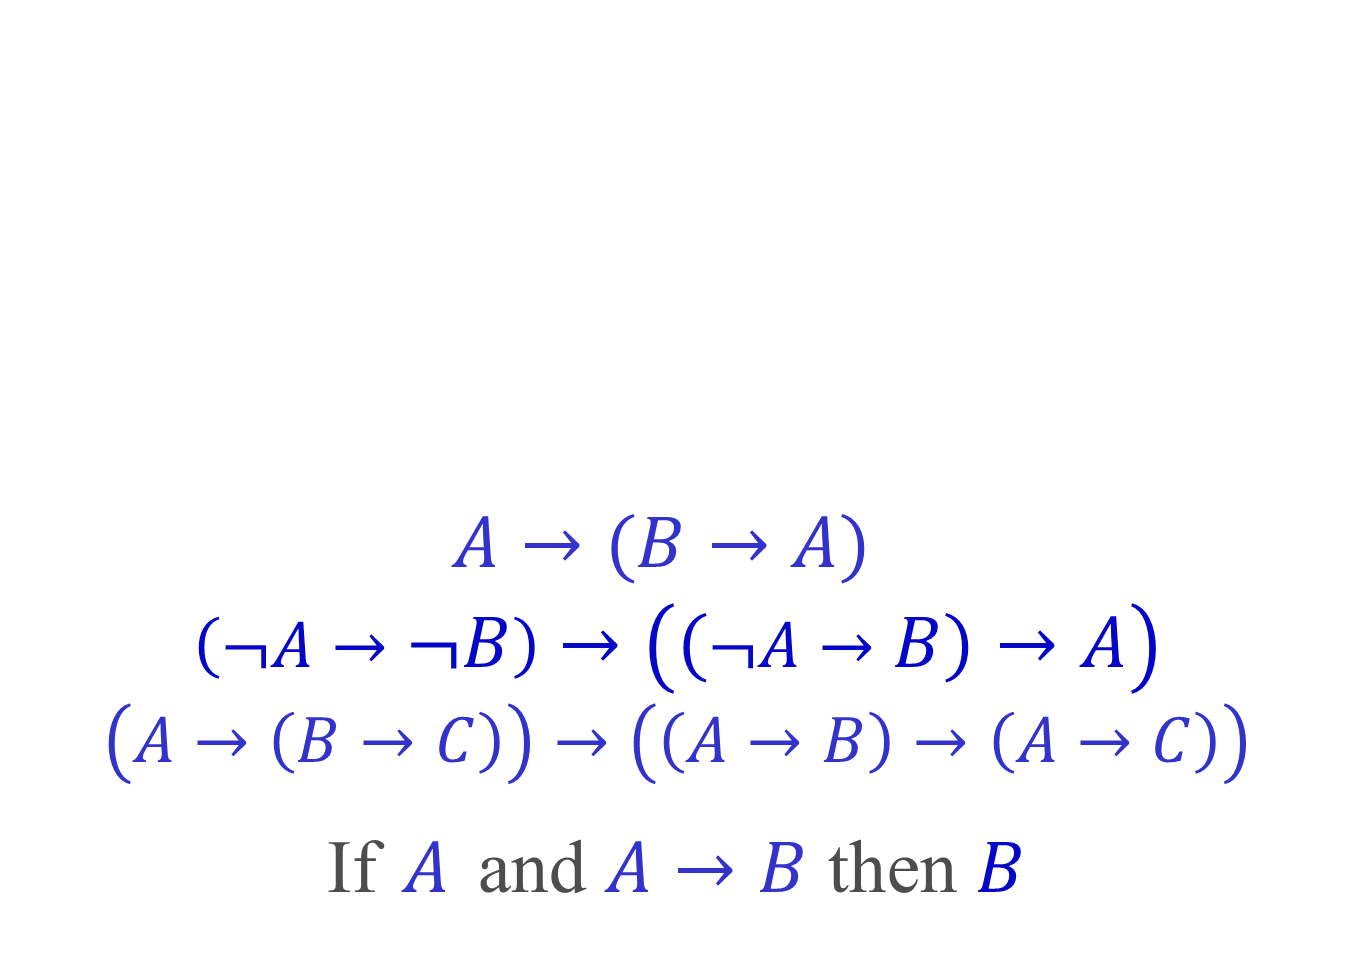 A → (B → A)
(¬A → ¬B) → ((¬A → B) → A)
(A → (B → C)) → ((A → B) → (A → C))
If A and A → B then B